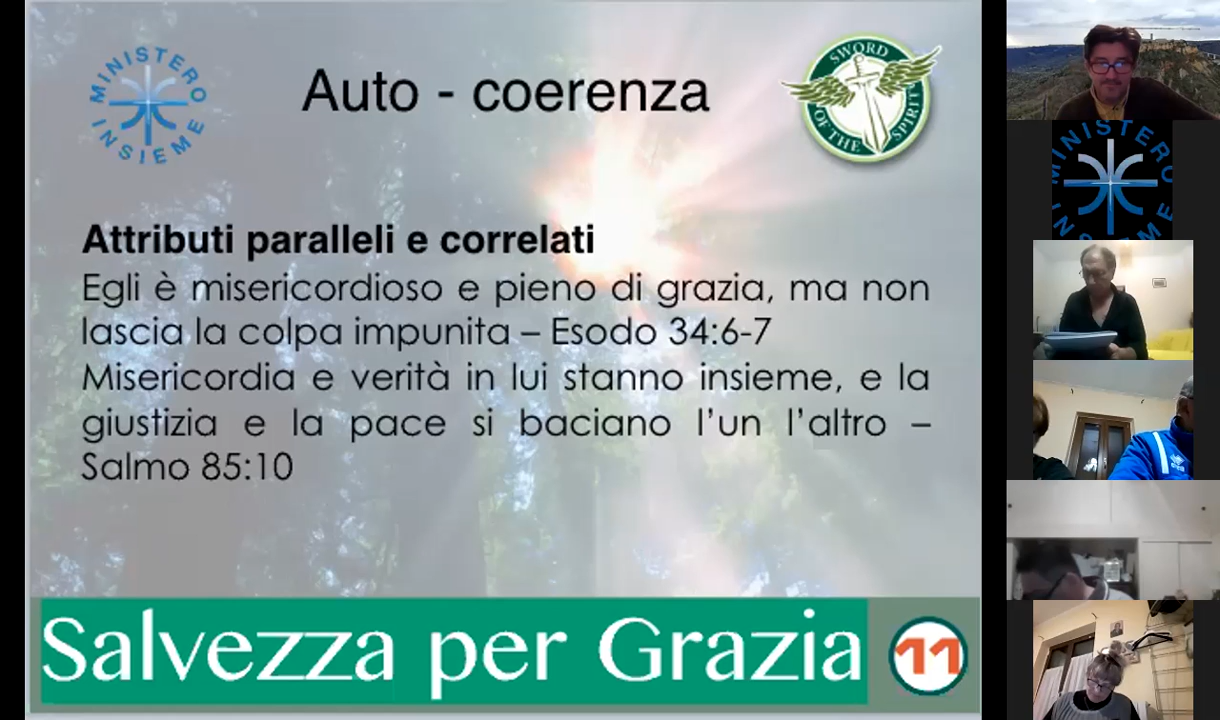 MINISTERO INSIEME
Auto - coerenza
SWORD OF THE SPIRIT
Attributi paralleli e correlati
Egli è misericordioso e pieno di grazia, ma non
lascia la colpa impunita – Esodo 34:6-7
Misericordia e verità in lui stanno insieme, e la
giustizia e la pace si baciano l’un l’altro –
Salmo 85:10
Salvezza per Grazia
11
MINISTERO INSIEME